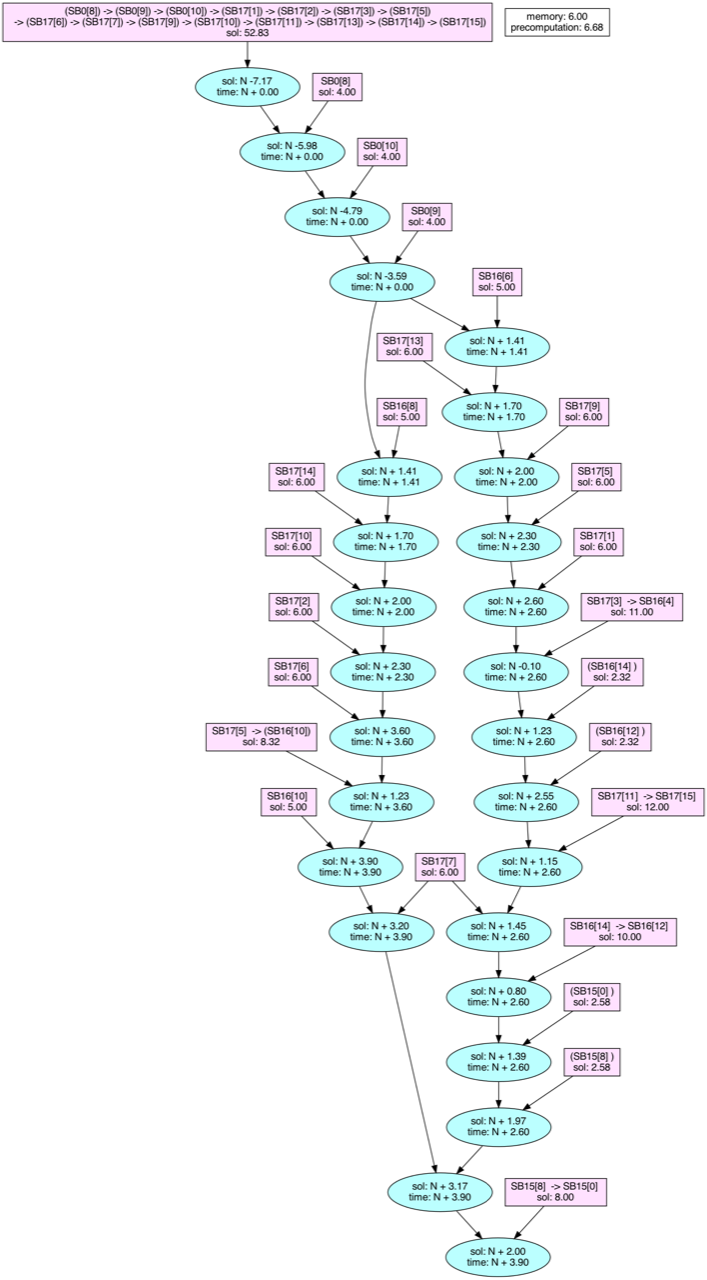 (SB0[8]) -> (SB0[9]) -> (SB0[10]) -> (SB17[1]) -> (SB17[2]) -> (SB17[3]) -> (SB17[5])
-> (SB17[6]) -> (SB17[7]) -> (SB17[9]) -> (SB17[10]) -> (SB17[11]) -> (SB17[13]) -> (SB17[14]) -> (SB17[15])
sol: 52.83
memory: 6.00
precomputation: 6.68
sol: N -7.17
time: N + 0.00
SB0[8]
sol: 4.00
sol: N -5.98
time: N + 0.00
SB0[10]
sol: 4.00
sol: N -4.79
time: N + 0.00
SB0[9]
sol: 4.00
sol: N -3.59
time: N + 0.00
SB16[6]
sol: 5.00
SB17[13]
sol: 6.00
sol: N + 1.41
time: N + 1.41
SB16[8]
sol: 5.00
sol: N + 1.70
time: N + 1.70
SB17[9]
sol: 6.00
SB17[14]
sol: 6.00
sol: N + 1.41
time: N + 1.41
sol: N + 2.00
time: N + 2.00
SB17[5]
sol: 6.00
SB17[10]
sol: 6.00
sol: N + 1.70
time: N + 1.70
sol: N + 2.30
time: N + 2.30
SB17[1]
sol: 6.00
SB17[2]
sol: 6.00
sol: N + 2.00
time: N + 2.00
sol: N + 2.60
time: N + 2.60
SB17[3] -> SB16[4]
sol: 11.00
SB17[6]
sol: 6.00
sol: N + 2.30
time: N + 2.30
sol: N -0.10
time: N + 2.60
(SB16[14] )
sol: 2.32
SB17[5] -> (SB16[10])
sol: 8.32
sol: N + 3.60
time: N + 3.60
sol: N + 1.23
time: N + 2.60
(SB16[12] )
sol: 2.32
SB16[10]
sol: 5.00
sol: N + 1.23
time: N + 3.60
sol: N + 2.55
time: N + 2.60
SB17[11] -> SB17[15]
sol: 12.00
sol: N + 3.90
time: N + 3.90
SB17[7]
sol: 6.00
sol: N + 1.15
time: N + 2.60
sol: N + 3.20
time: N + 3.90
sol: N + 1.45
time: N + 2.60
SB16[14] -> SB16[12]
sol: 10.00
sol: N + 0.80
time: N + 2.60
(SB15[0] )
sol: 2.58
sol: N + 1.39
time: N + 2.60
(SB15[8] )
sol: 2.58
sol: N + 1.97
time: N + 2.60
sol: N + 3.17
time: N + 3.90
SB15[8] -> SB15[0]
sol: 8.00
sol: N + 2.00
time: N + 3.90